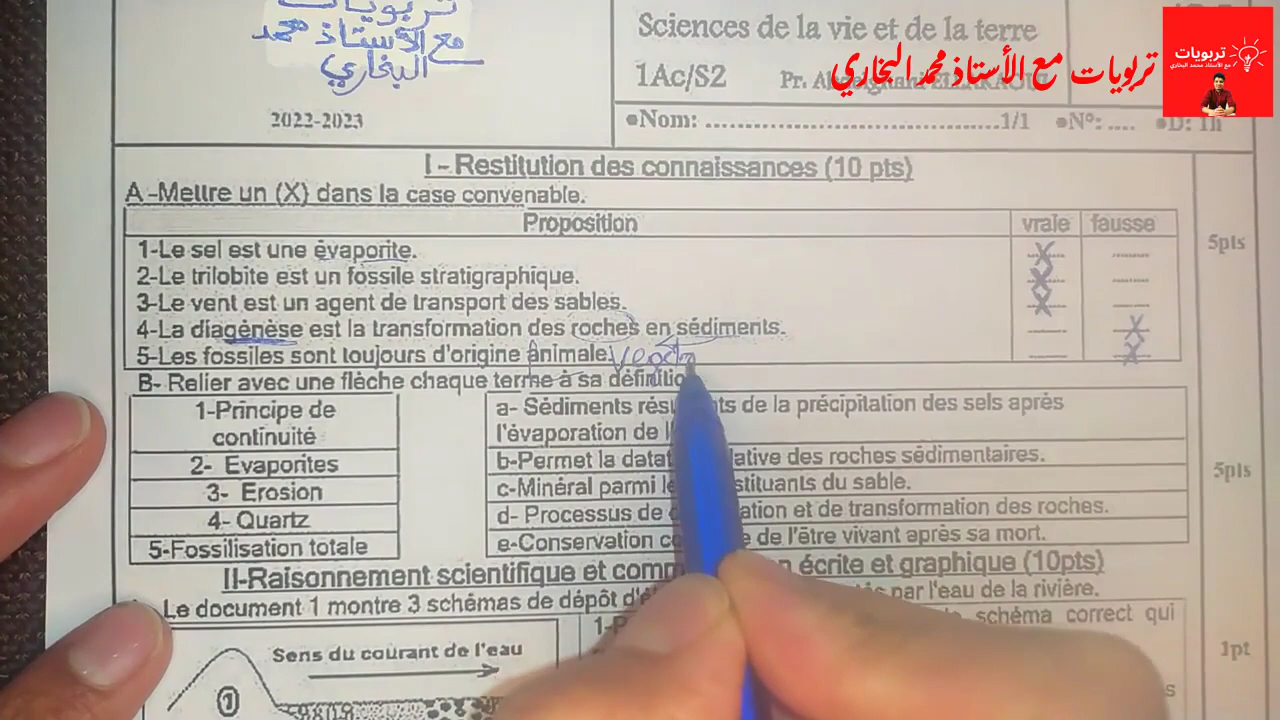 تربويات
مع الأستاذ محمد
البخاري
2022-2023
Sciences de la vie et de la terre
1Ac/S2
Pr.
●Nom: ........................................1/1 ●N°: .... ●D: 1h
تربويات مع الأستاذ محمد البخاري
تربويات
مع الأستاذ محمد البخاري
I - Restitution des connaissances (10 pts)
A -Mettre un (X) dans la case convenable.
Proposition vraie fausse
1-Le sel est une évaporite. X
2-Le trilobite est un fossile stratigraphique. X
3-Le vent est un agent de transport des sables. X
4-La diagénèse est la transformation des roches en sédiments. X
5-Les fossiles sont toujours d'origine animale. X
5pts
B- Relier avec une flèche chaque terme à sa
1-Principe de
continuité
2- Evaporites
3- Erosion
4- Quartz
5-Fossilisation totale
a- Sédiments de la précipitation des sels après
l'évaporation de
b-Permet la des roches sédimentaires.
c-Minéral parmi du sable.
d- Processus de et de transformation des roches.
e-Conservation de l'être vivant après sa mort.
5pts
II-Raisonnement scientifique et écrite et graphique (10pts)
Le document 1 montre 3 schémas de dépôt par l'eau de la rivière.
schéma correct qui
Sens du courant de l'eau
1
1pt